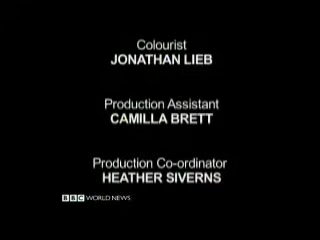 Colourist
JONATHAN LIEB
Production Assistant
CAMILLA BRETT
Production Co-ordinator
HEATHER SIVERNS
BBC WORLD NEWS